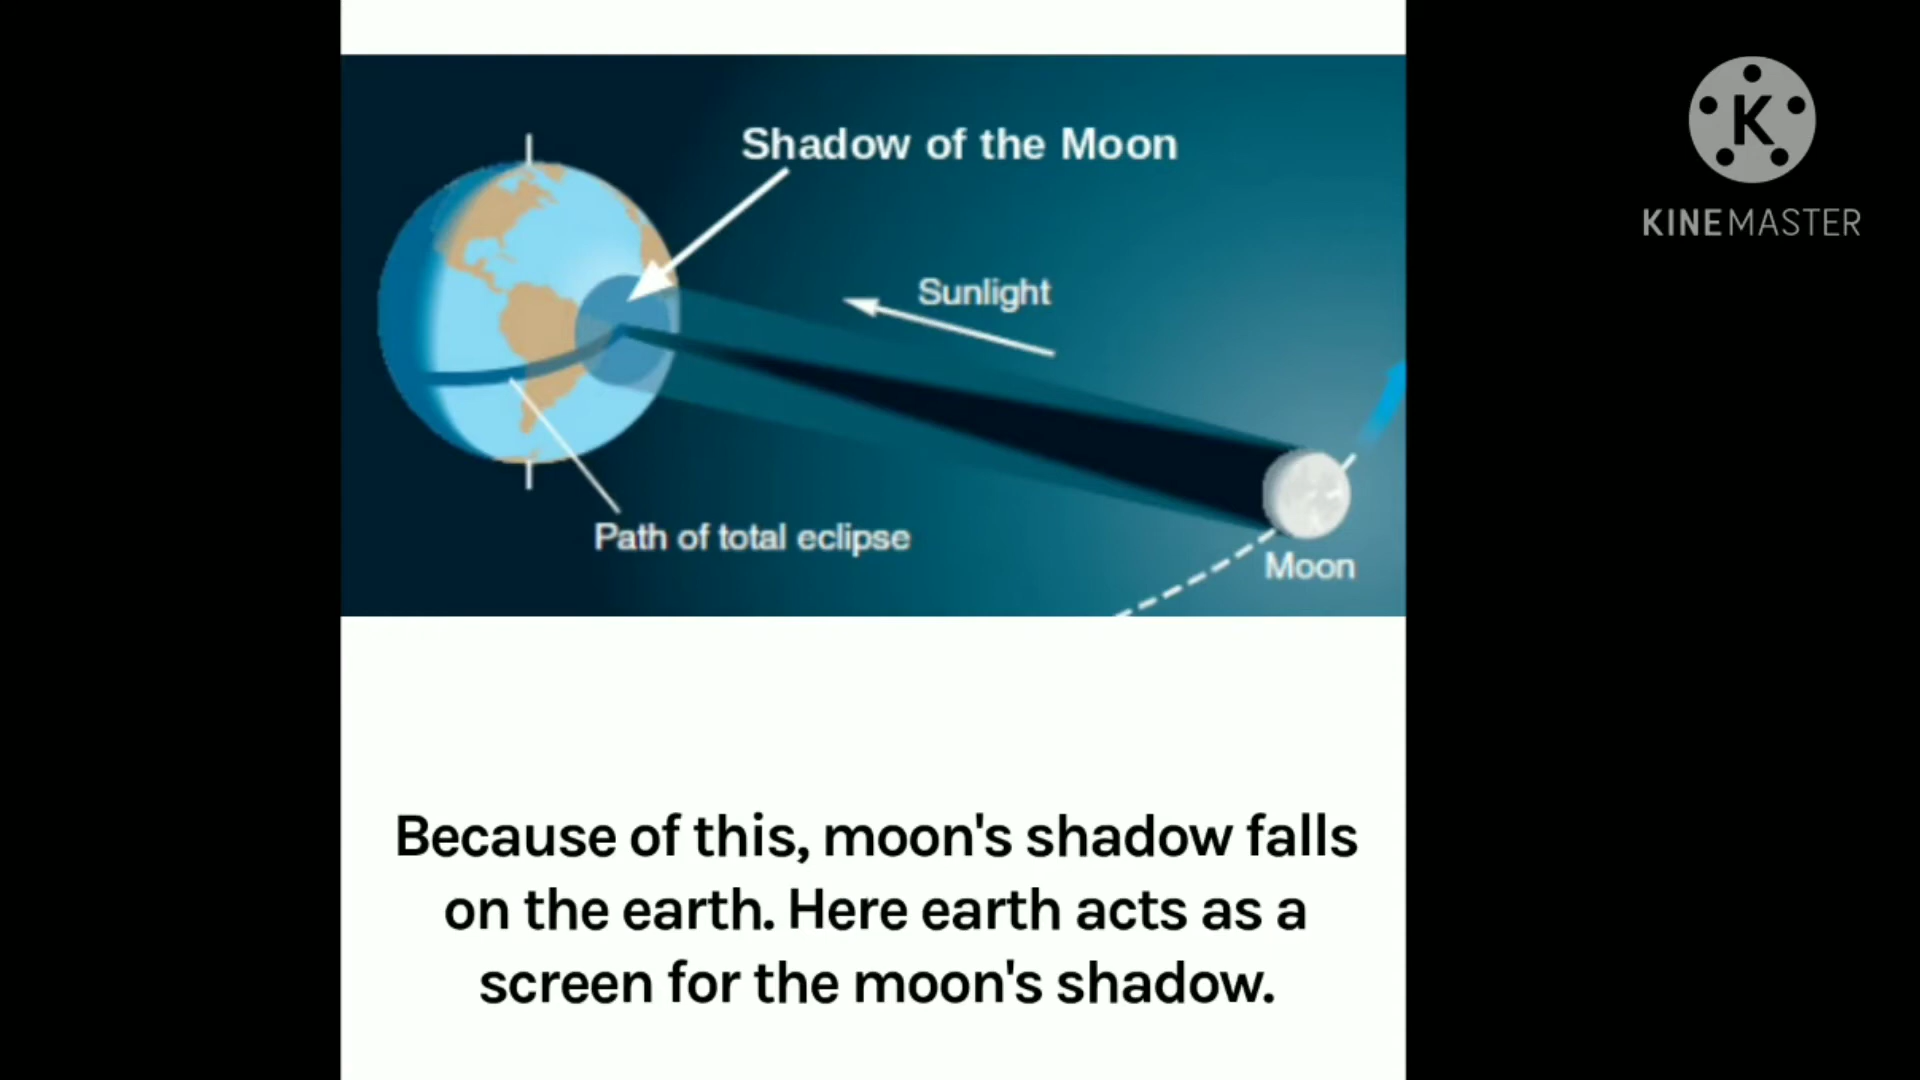 Shadow of the Moon
Sunlight
Path of total eclipse
Moon
K
KINEMASTER
Because of this, moon's shadow falls
on the earth. Here earth acts as a
screen for the moon's shadow.